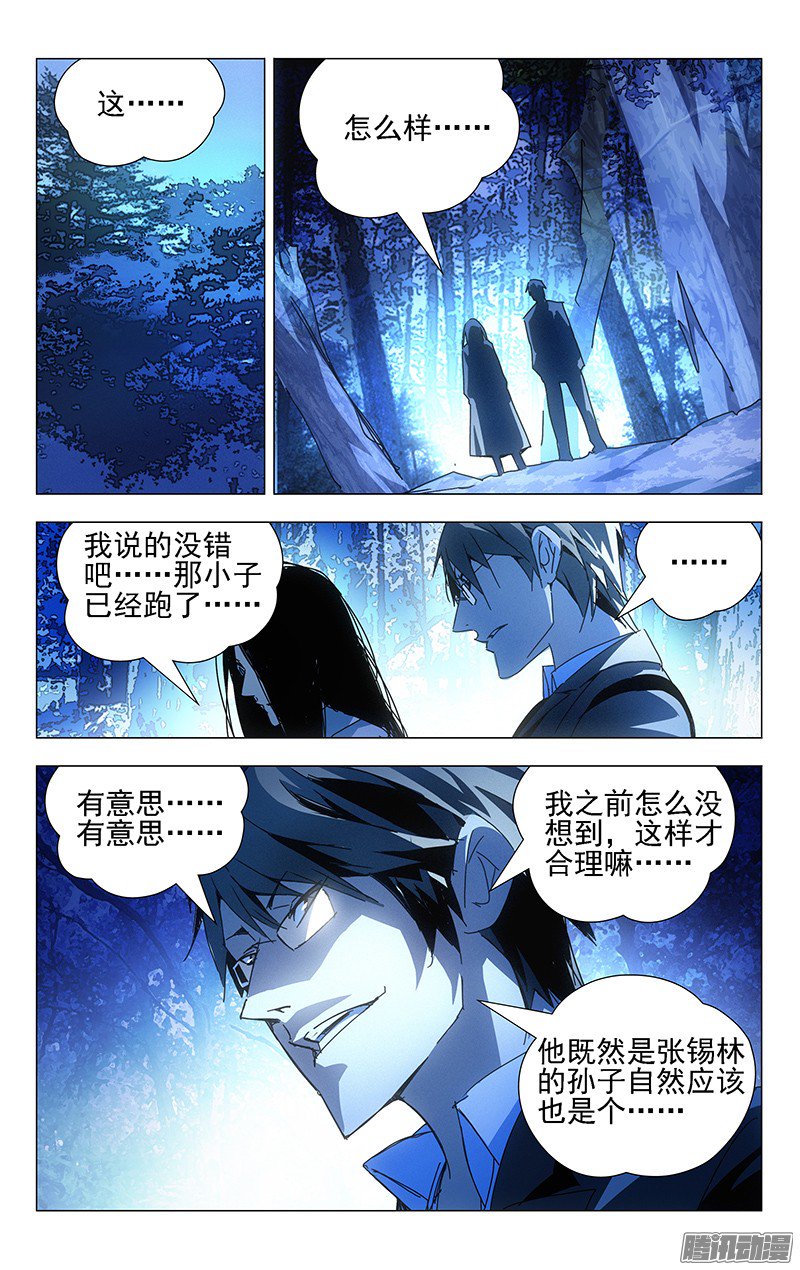 这……
怎么样……
我说的没错
吧……那小子
已经跑了……
……
有意思……
有意思……
我之前怎么没
想到，这样才
合理嘛……
他既然是张锡林
的孙子自然应该
也是个……
腾讯动漫